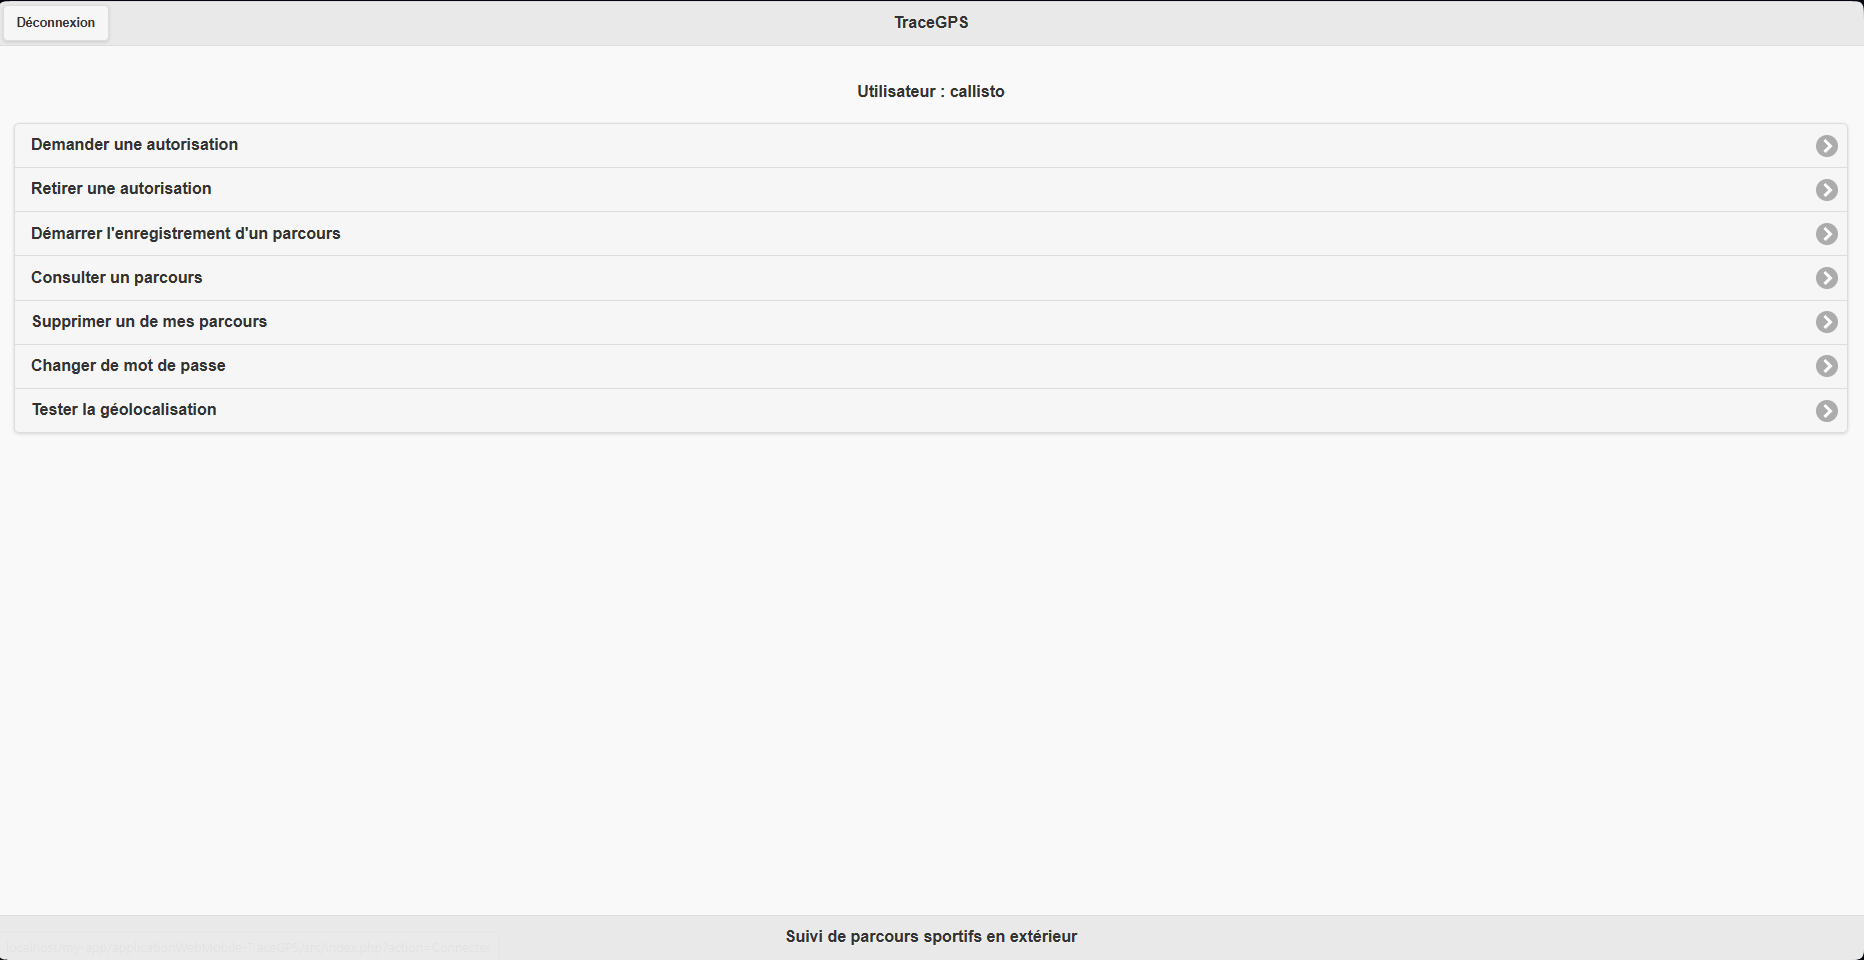 Déconnexion
TraceGPS
Utilisateur : callisto
Demander une autorisation
Retirer une autorisation
Démarrer l'enregistrement d'un parcours
Consulter un parcours
Supprimer un de mes parcours
Changer de mot de passe
Tester la géolocalisation
Suivi de parcours sportifs en extérieur
localhost/my-app/applicationWebMobile-TraceGPS/src/index.php?action=Connecter